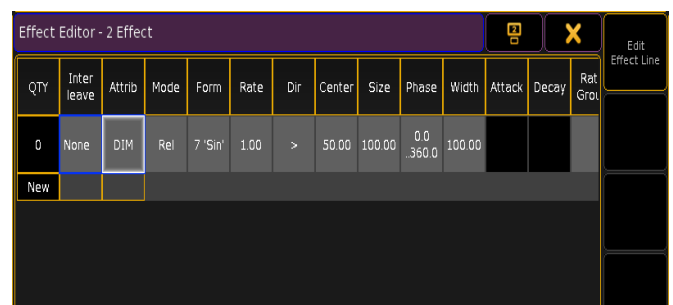 Effect Editor - 2 Effect
2
Edit
Effect Line
QTY Inter leave Attrib Mode Form Rate Dir Center Size Phase Width Attack Decay Rat Grou
0 None DIM Rel 7 'Sin' 1.00 > 50.00 100.00 0.0 ..360.0 100.00
New